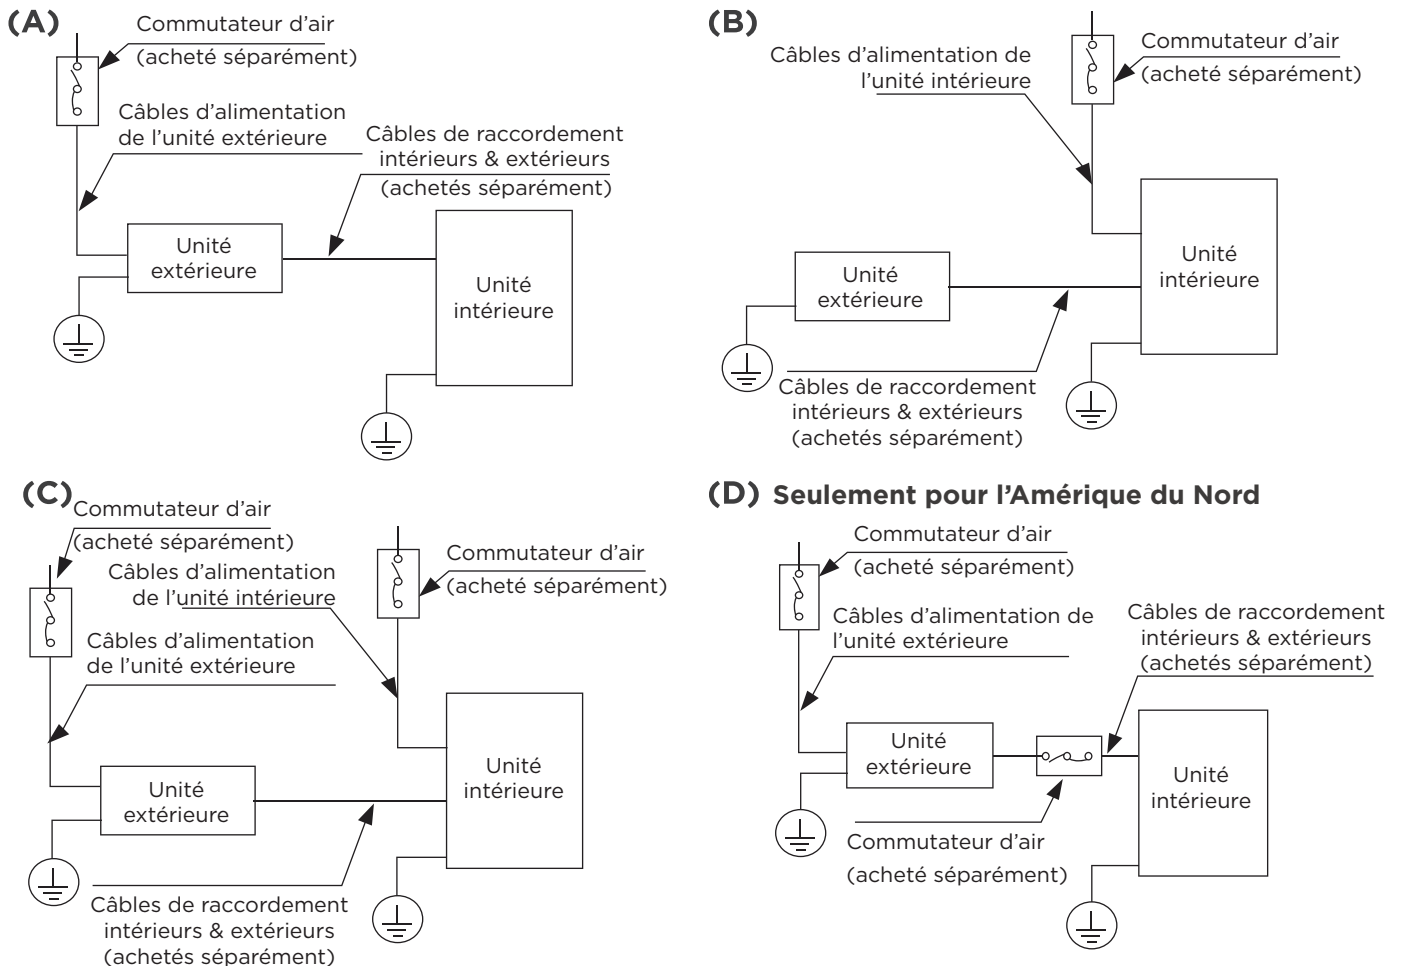 (A)
Commutateur d'air
(acheté séparément)
Câbles d'alimentation
de l'unité extérieure
Câbles de raccordement
intérieurs & extérieurs
(achetés séparément)
Unité
extérieure
Unité
intérieure
(B)
Câbles d'alimentation de
l'unité intérieure
Commutateur d'air
(acheté séparément)
Unité
extérieure
Unité
intérieure
Câbles de raccordement
intérieurs & extérieurs
(achetés séparément)
(C)
Commutateur d'air
(acheté séparément)
Câbles d'alimentation
de l'unité intérieure
Commutateur d'air
(acheté séparément)
Câbles d'alimentation
de l'unité extérieure
Unité
extérieure
Unité
intérieure
Câbles de raccordement
intérieurs & extérieurs
(achetés séparément)
(D) Seulement pour l'Amérique du Nord
Commutateur d'air
(acheté séparément)
Câbles d'alimentation de
l'unité extérieure
Câbles de raccordement
intérieurs & extérieurs
(achetés séparément)
Unité
extérieure
Unité
intérieure
Commutateur d'air
(acheté séparément)